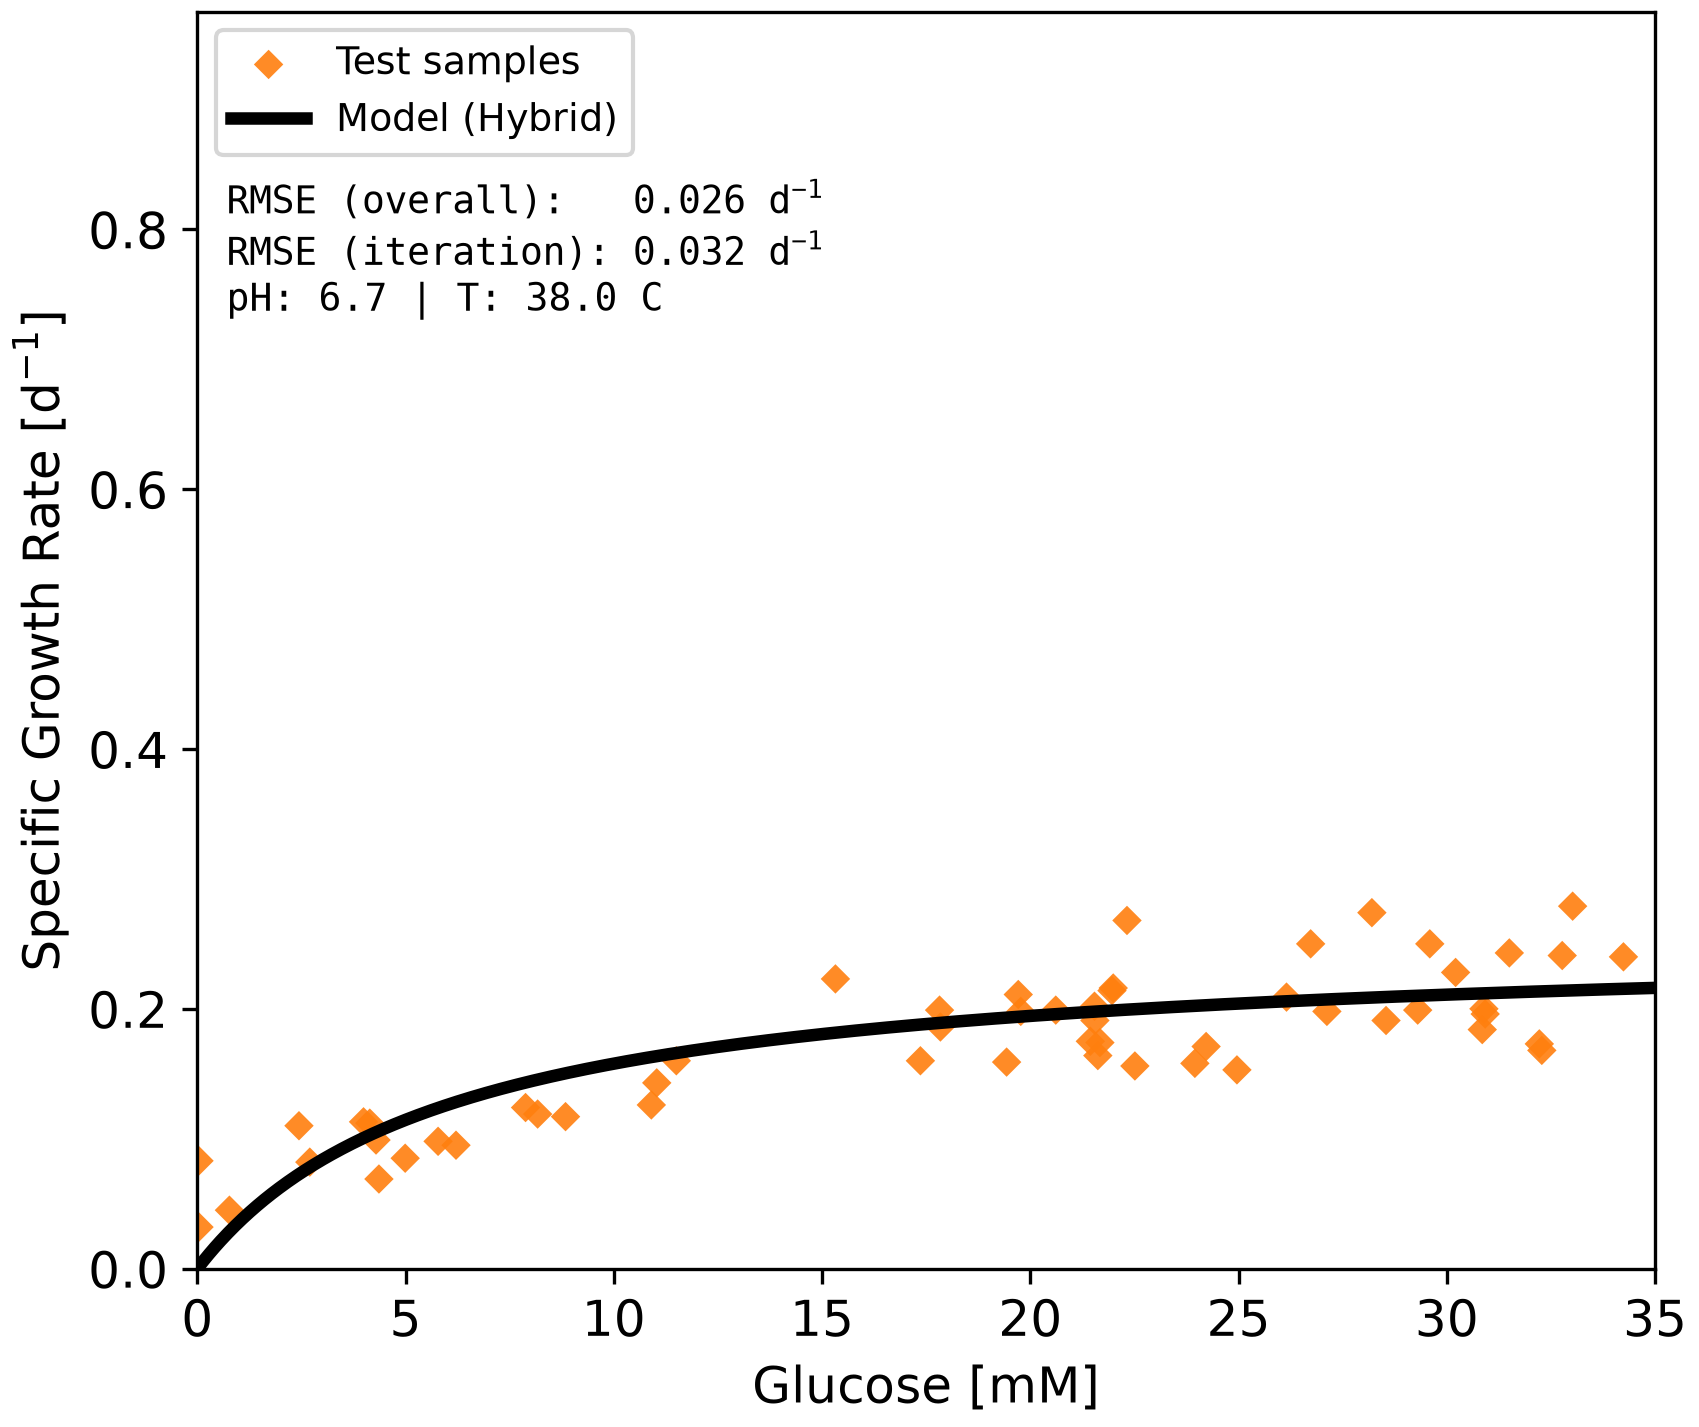 Test samples
Model (Hybrid)
RMSE (overall): 0.026 d⁻¹
RMSE (iteration): 0.032 d⁻¹
pH: 6.7 | T: 38.0 C
Specific Growth Rate [d⁻¹]
0.8
0.6
0.4
0.2
0.0
0 5 10 15 20 25 30 35
Glucose [mM]